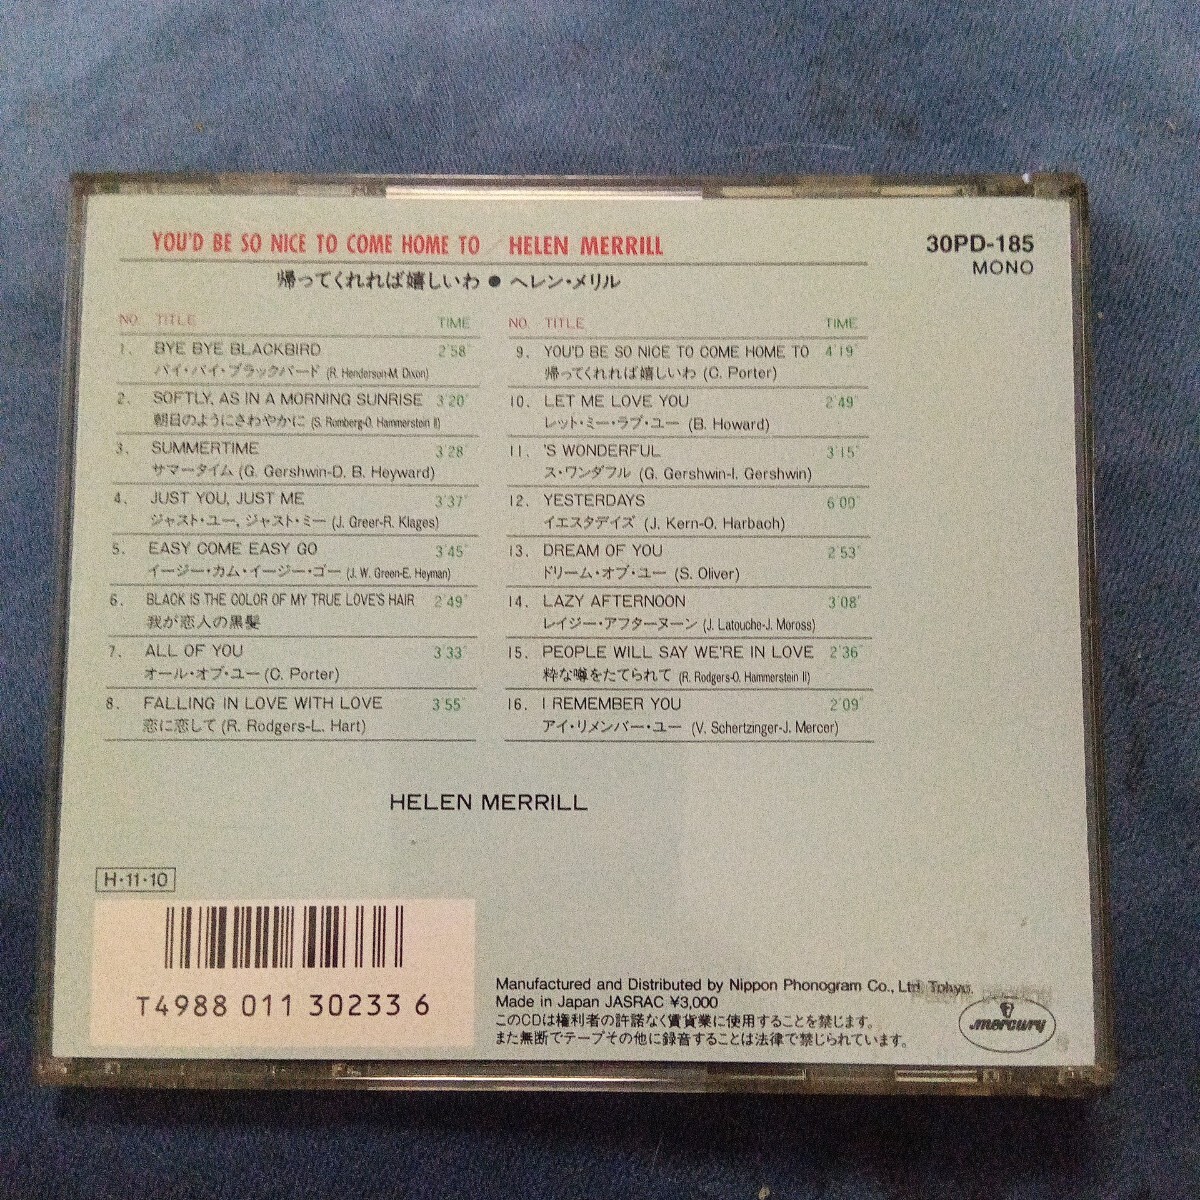 YOU'D BE SO NICE TO COME HOME TO / HELEN MERRILL
帰ってくれれば嬉しいわ ● ヘレン・メリル
30PD-185
MONO
NO. TITLE TIME
1. BYE BYE BLACKBIRD 2'58"
バイ・バイ・ブラックバード (R. Henderson-M. Dixon)
2. SOFTLY, AS IN A MORNING SUNRISE 3'20"
朝日のようにさわやかに (S. Romberg-O. Hammerstein II)
3. SUMMERTIME 3'28"
サマータイム (G. Gershwin-D. B. Heyward)
4. JUST YOU, JUST ME 3'37"
ジャスト・ユー, ジャスト・ミー (J. Greer-R. Klages)
5. EASY COME EASY GO 3'45"
イージー・カム・イージー・ゴー (J. W. Green-E. Heyman)
6. BLACK IS THE COLOR OF MY TRUE LOVE'S HAIR 2'49"
我が恋人の黒髪
7. ALL OF YOU 3'33"
オール・オブ・ユー (C. Porter)
8. FALLING IN LOVE WITH LOVE 3'55"
恋に恋して (R. Rodgers-L. Hart)
NO. TITLE TIME
9. YOU'D BE SO NICE TO COME HOME TO 4'19"
帰ってくれれば嬉しいわ (C. Porter)
10. LET ME LOVE YOU 2'49"
レット・ミー・ラブ・ユー (B. Howard)
11. 'S WONDERFUL 3'15"
ス・ワンダフル (G. Gershwin-I. Gershwin)
12. YESTERDAYS 6'00"
イエスタデイズ (J. Kern-O. Harbach)
13. DREAM OF YOU 2'53"
ドリーム・オブ・ユー (S. Oliver)
14. LAZY AFTERNOON 3'08"
レイジー・アフターヌーン (J. Latouche-J. Moross)
15. PEOPLE WILL SAY WE'RE IN LOVE 2'36"
粋な噂をたてられて (R. Rodgers-O. Hammerstein II)
16. I REMEMBER YOU 2'09"
アイ・リメンバー・ユー (V. Schertzinger-J. Mercer)
HELEN MERRILL
H・11・10
T4988 011 30233 6
Manufactured and Distributed by Nippon Phonogram Co., Ltd. Tokyo.
Made in Japan JASRAC ¥3,000
このCDは権利者の許諾なく賃貸業に使用することを禁じます。
また無断でテープその他に録音することは法律で禁じられています。
mercury